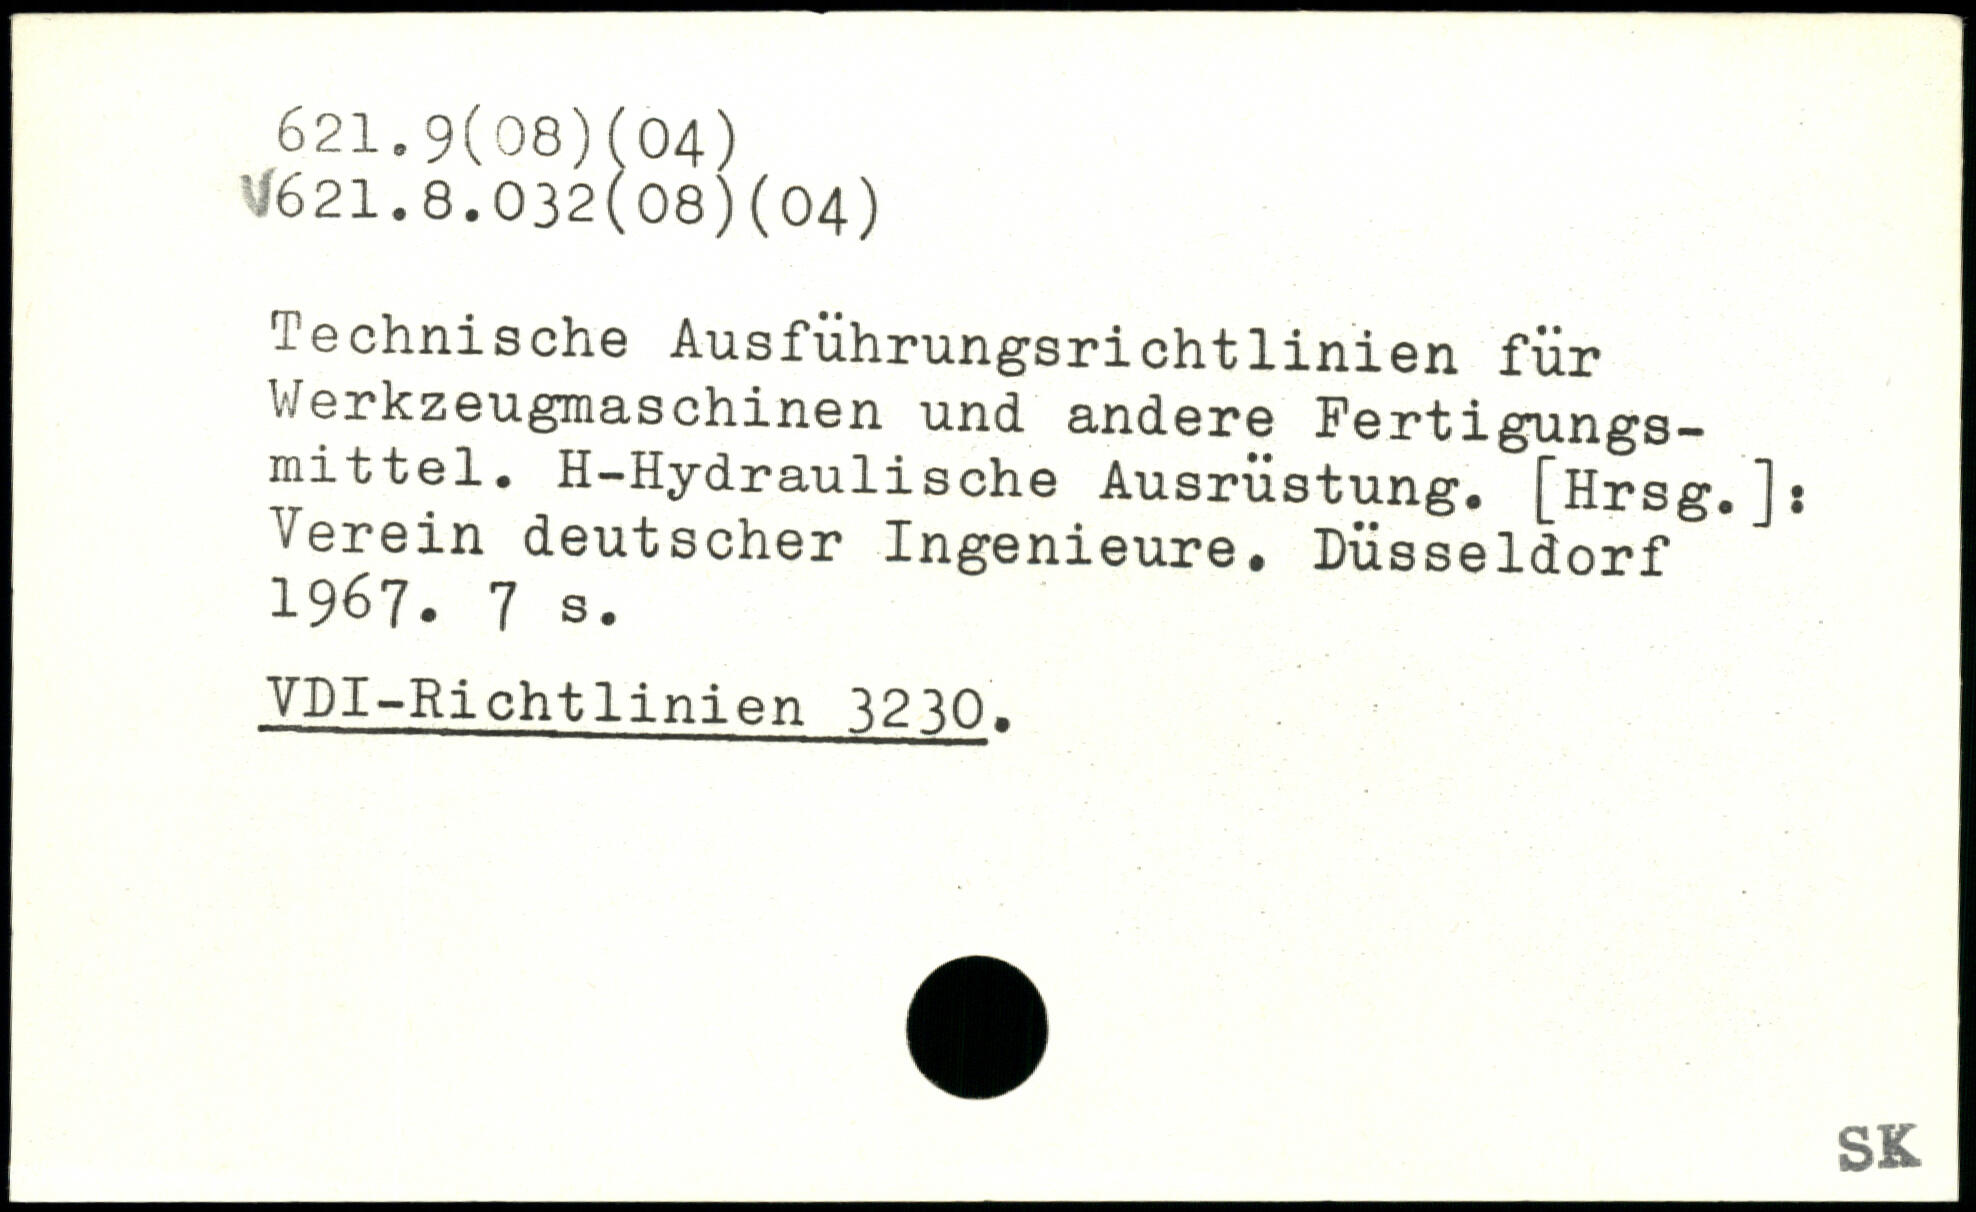 621.9(08)(04)
V621.8.032(08)(04)
Technische Ausführungsrichtlinien für
Werkzeugmaschinen und andere Fertigungs-
mittel. H-Hydraulische Ausrüstung. [Hrsg.]:
Verein deutscher Ingenieure. Düsseldorf
1967. 7 s.
VDI-Richtlinien 3230.
SK